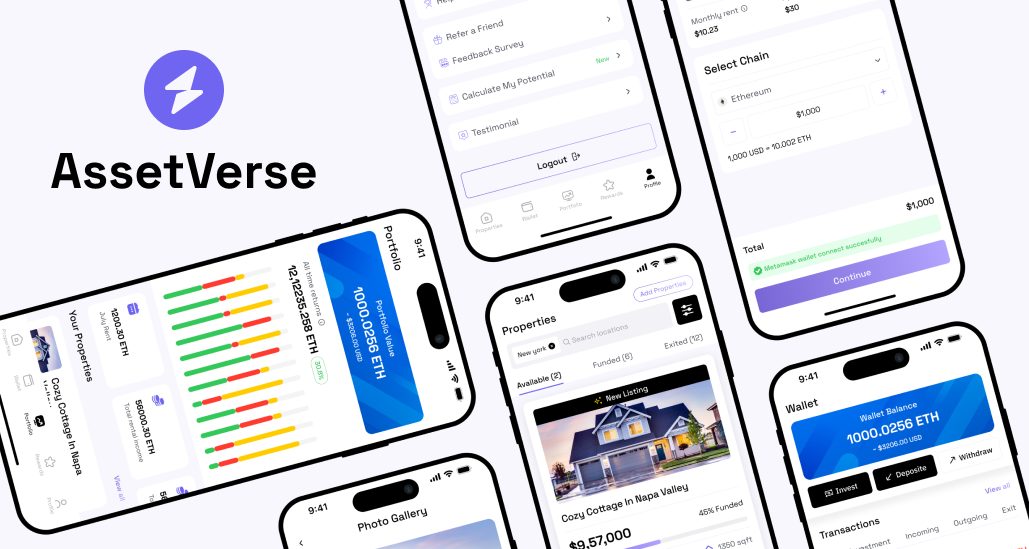 AssetVerse
Refer a Friend
Feedback Survey
Calculate My Potential
New
Testimonial
Logout
Properties
Wallet
Portfolio
Rewards
Profile
Monthly rent
$10.23
$30
Select Chain
Ethereum
$1,000
1,000 USD = 10.002 ETH
Total
$1,000
Metamask wallet connect succesfully
Continue
9:41
Portfolio
Portfolio Value
1000.0256 ETH
~ $3206.00 USD
All time returns
12,12235.258 ETH
30.8%
1200.30 ETH
July Rent
56000.30 ETH
Total rental income
Your Properties
View all
Cozy Cottage In Napa
Properties
Wallet
Portfolio
Rewards
Profile
9:41
Photo Gallery
9:41
Properties
Add Properties
New york
Search locations
Available (2)
Funded (6)
Exited (12)
New Listing
Cozy Cottage In Napa Valley
$9,57,000
45% Funded
1350 sqft
9:41
Wallet
Wallet Balance
1000.0256 ETH
~ $3206.00 USD
Invest
Deposite
Withdraw
Transactions
View all
Incoming
Outgoing
Exit